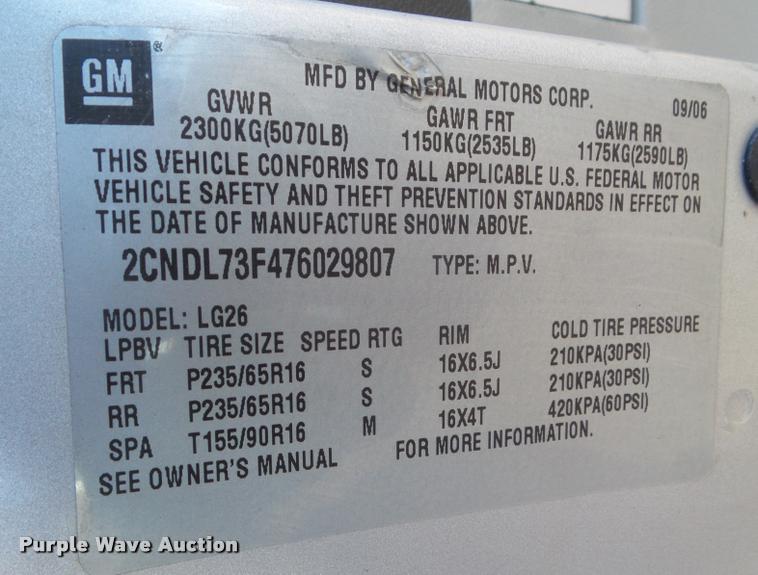 GM®
MFD BY GENERAL MOTORS CORP. 09/06
GVWR GAWR FRT GAWR RR
2300KG(5070LB) 1150KG(2535LB) 1175KG(2590LB)
THIS VEHICLE CONFORMS TO ALL APPLICABLE U.S. FEDERAL MOTOR
VEHICLE SAFETY AND THEFT PREVENTION STANDARDS IN EFFECT ON
THE DATE OF MANUFACTURE SHOWN ABOVE.
2CNDL73F476029807 TYPE: M.P.V.
MODEL: LG26
LPBV TIRE SIZE SPEED RTG RIM COLD TIRE PRESSURE
FRT P235/65R16 S 16X6.5J 210KPA(30PSI)
RR P235/65R16 S 16X6.5J 210KPA(30PSI)
SPA T155/90R16 M 16X4T 420KPA(60PSI)
SEE OWNER'S MANUAL FOR MORE INFORMATION.
Purple Wave Auction